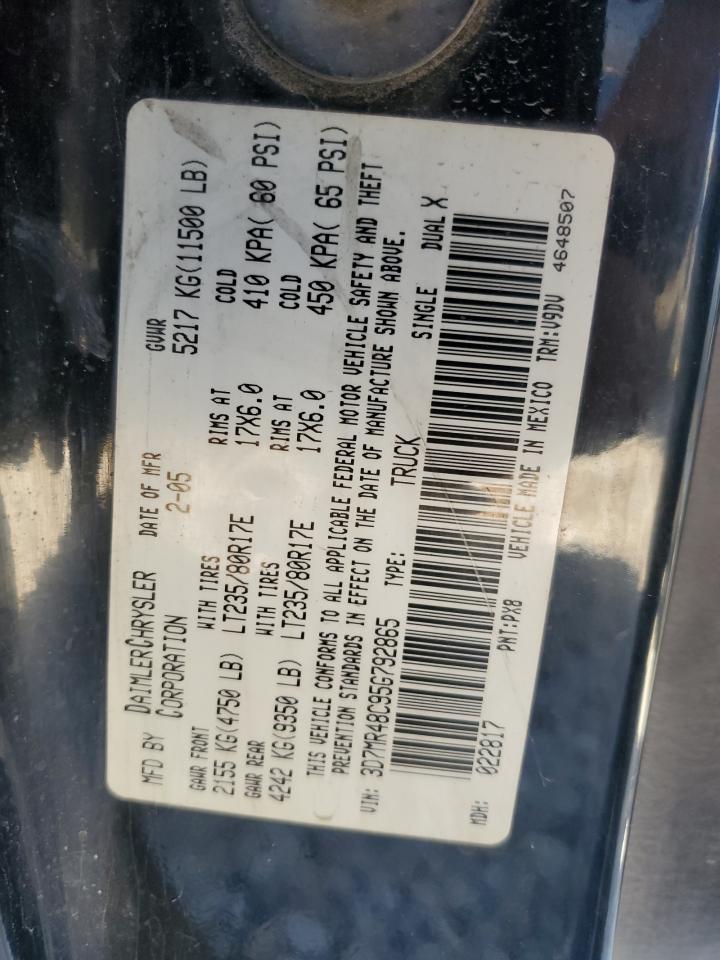 MFD BY DAIMLERCHRYSLER CORPORATION DATE OF MFR 2-05 GVWR 5217 KG(11500 LB)
GAWR FRONT WITH TIRES RIMS AT COLD
2155 KG(4750 LB) LT235/80R17E 17X6.0 410 KPA( 60 PSI)
GAWR REAR WITH TIRES RIMS AT COLD
4242 KG(9350 LB) LT235/80R17E 17X6.0 450 KPA( 65 PSI)
THIS VEHICLE CONFORMS TO ALL APPLICABLE FEDERAL MOTOR VEHICLE SAFETY AND THEFT
PREVENTION STANDARDS IN EFFECT ON THE DATE OF MANUFACTURE SHOWN ABOVE.
VIN: 3D7MR48C95G792865 TYPE: TRUCK SINGLE DUAL X
MDH: 022817 PNT:PX8 VEHICLE MADE IN MEXICO TRM:V9DV 4648507